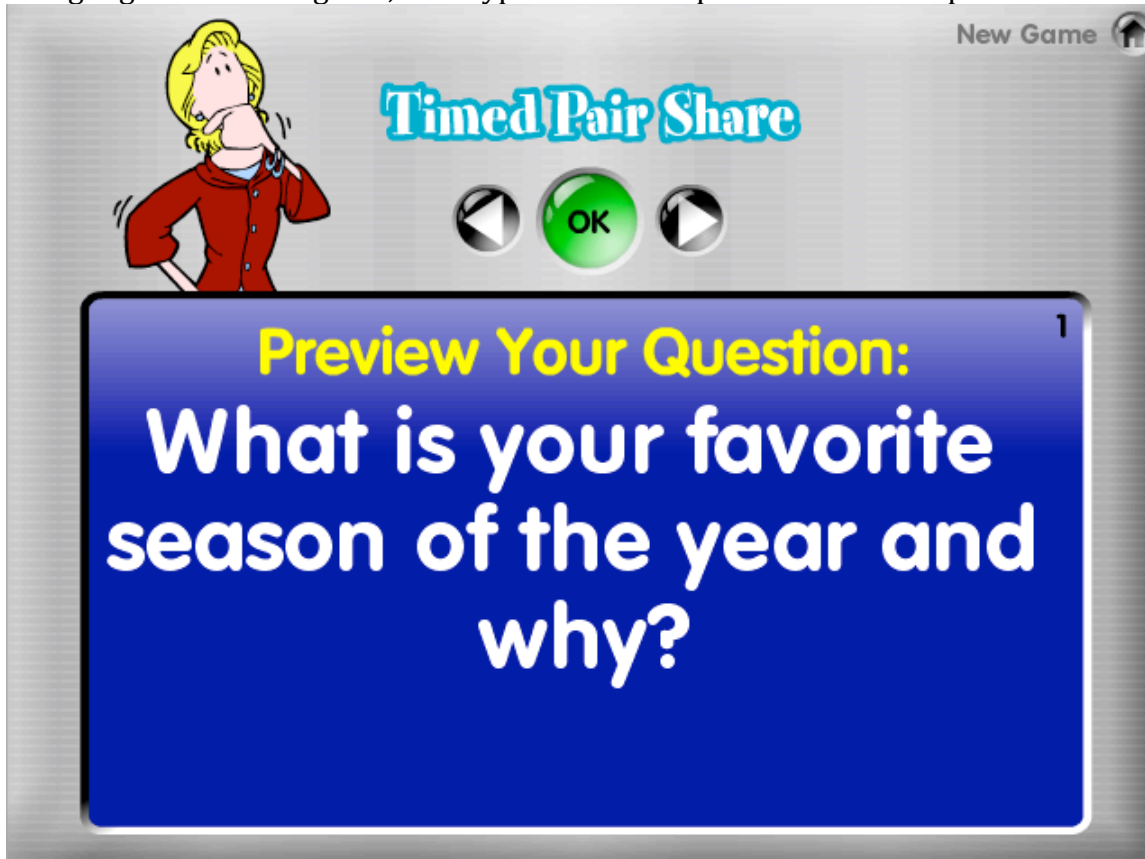 New Game
Timed Pair Share
OK
1
Preview Your Question:
What is your favorite
season of the year and
why?